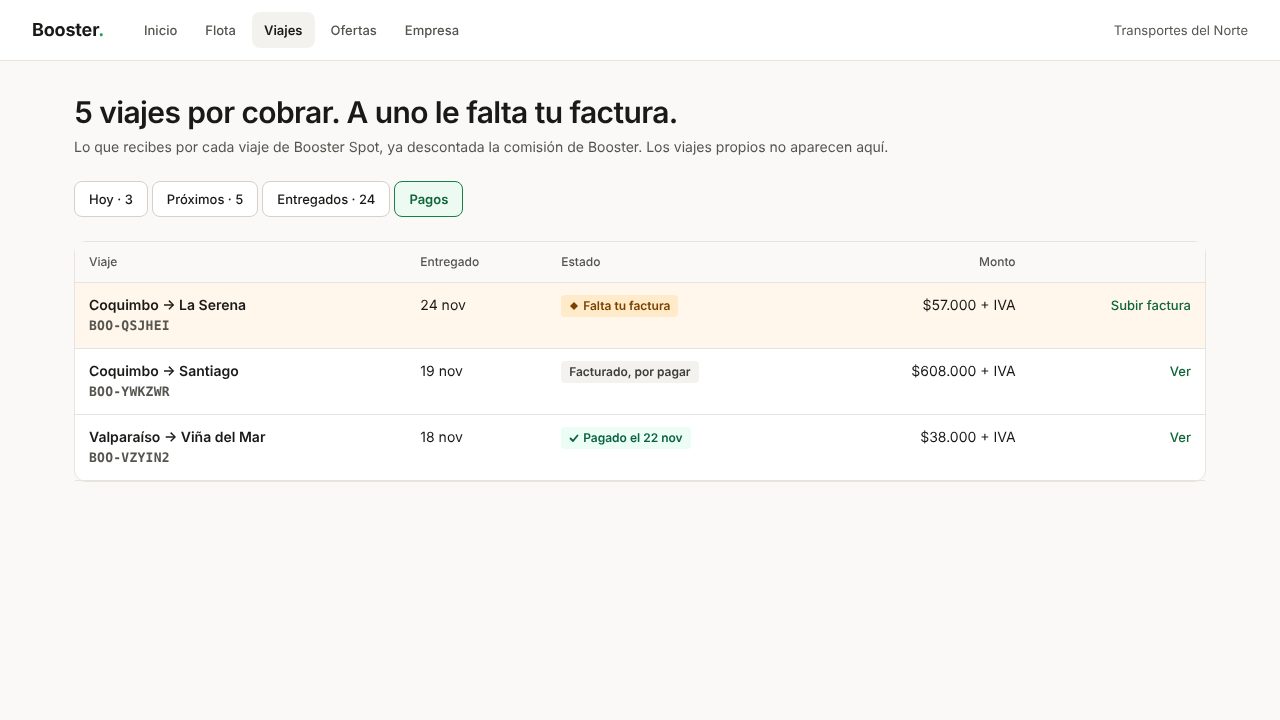 Booster. Inicio Flota Viajes Ofertas Empresa Transportes del Norte
5 viajes por cobrar. A uno le falta tu factura.
Lo que recibes por cada viaje de Booster Spot, ya descontada la comisión de Booster. Los viajes propios no aparecen aquí.
Hoy · 3 Próximos · 5 Entregados · 24 Pagos
Viaje Entregado Estado Monto
Coquimbo → La Serena 24 nov ◆ Falta tu factura $57.000 + IVA Subir factura
BOO-QSJHEI
Coquimbo → Santiago 19 nov Facturado, por pagar $608.000 + IVA Ver
BOO-YWKZWR
Valparaíso → Viña del Mar 18 nov ✓ Pagado el 22 nov $38.000 + IVA Ver
BOO-VZYIN2